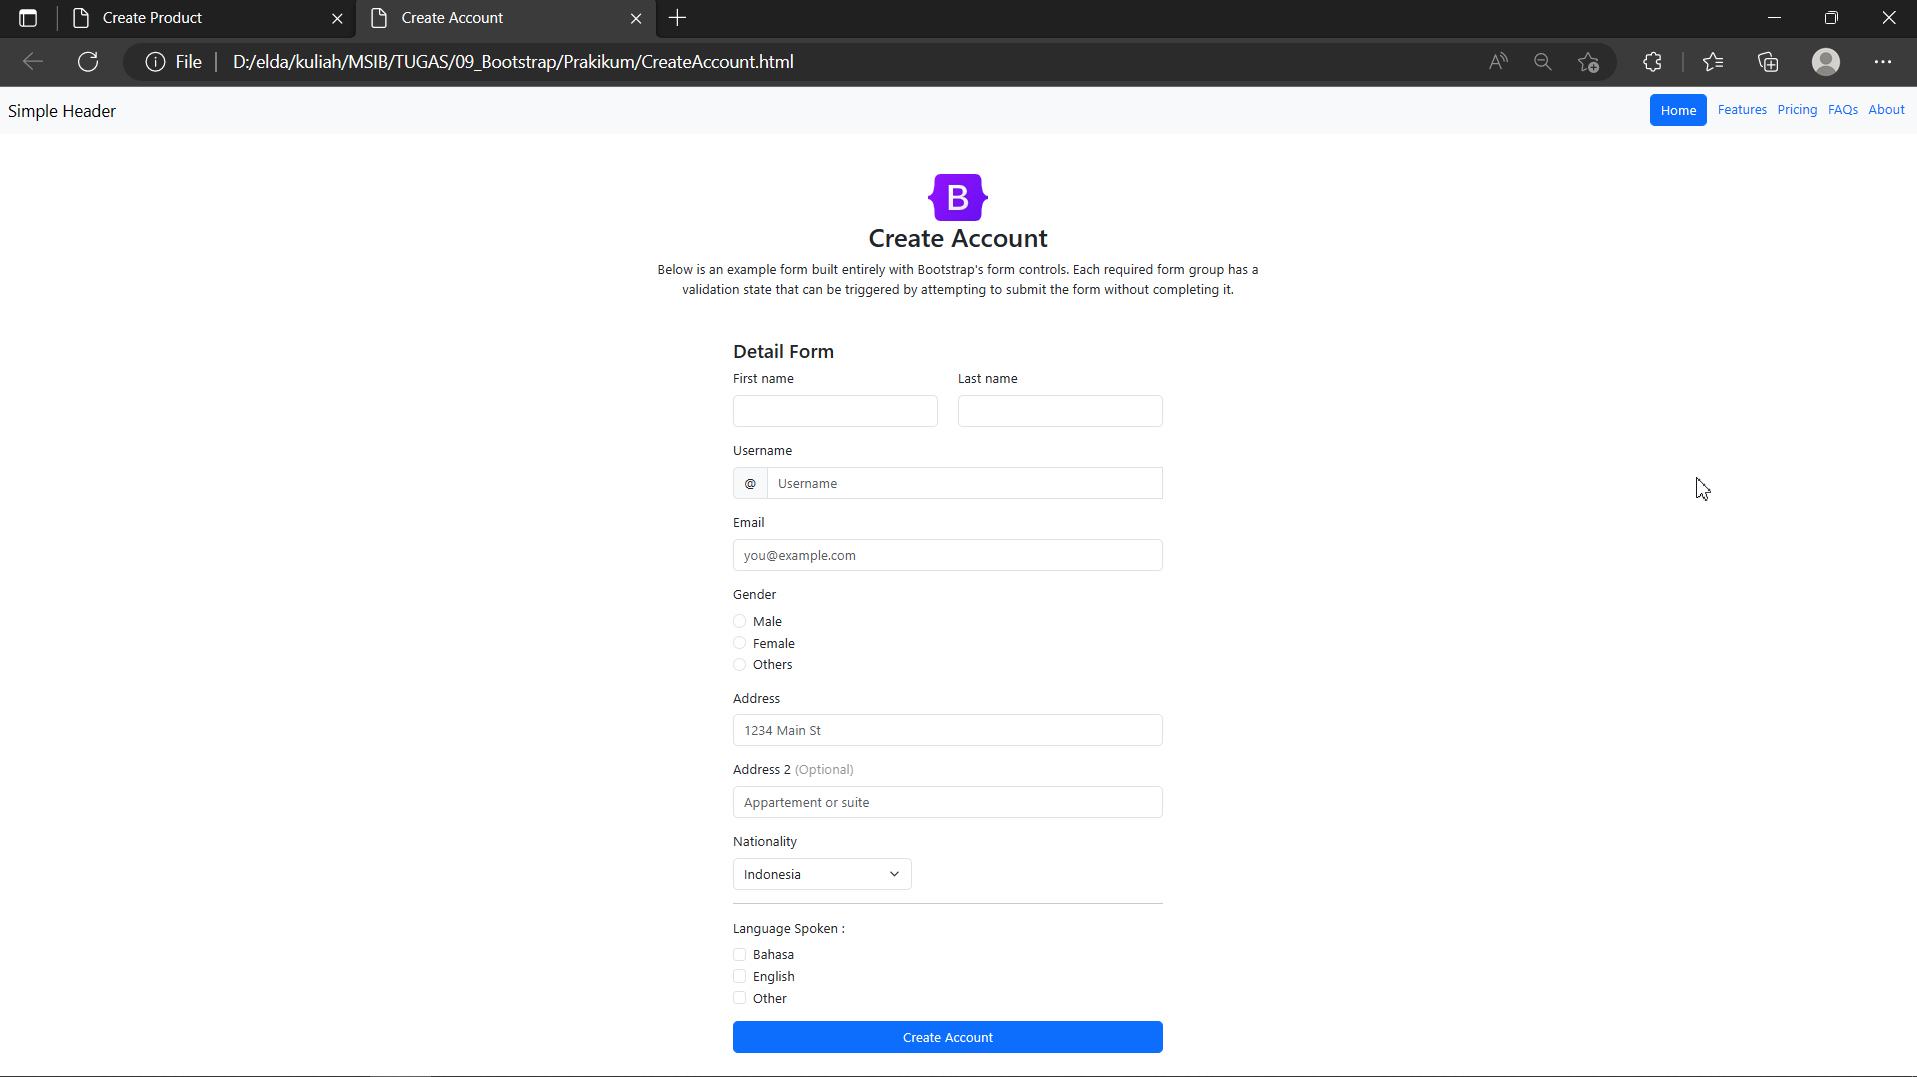 Create Product
Create Account
File
D:/elda/kuliah/MSIB/TUGAS/09_Bootstrap/Prakikum/CreateAccount.html
Simple Header
Home Features Pricing FAQs About
B
Create Account
Below is an example form built entirely with Bootstrap's form controls. Each required form group has a
validation state that can be triggered by attempting to submit the form without completing it.
Detail Form
First name Last name
Username
@ Username
Email
you@example.com
Gender
Male
Female
Others
Address
1234 Main St
Address 2 (Optional)
Appartement or suite
Nationality
Indonesia
Language Spoken :
Bahasa
English
Other
Create Account